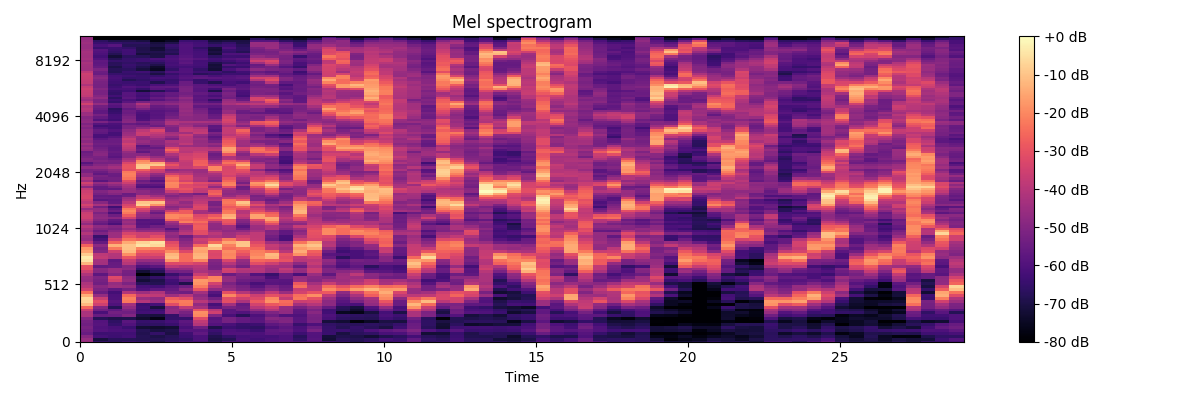 Mel spectrogram
+0 dB
8192
-10 dB
4096
-20 dB
-30 dB
2048
-40 dB
Hz
1024
-50 dB
512
-60 dB
-70 dB
0
-80 dB
0 5 10 15 20 25
Time